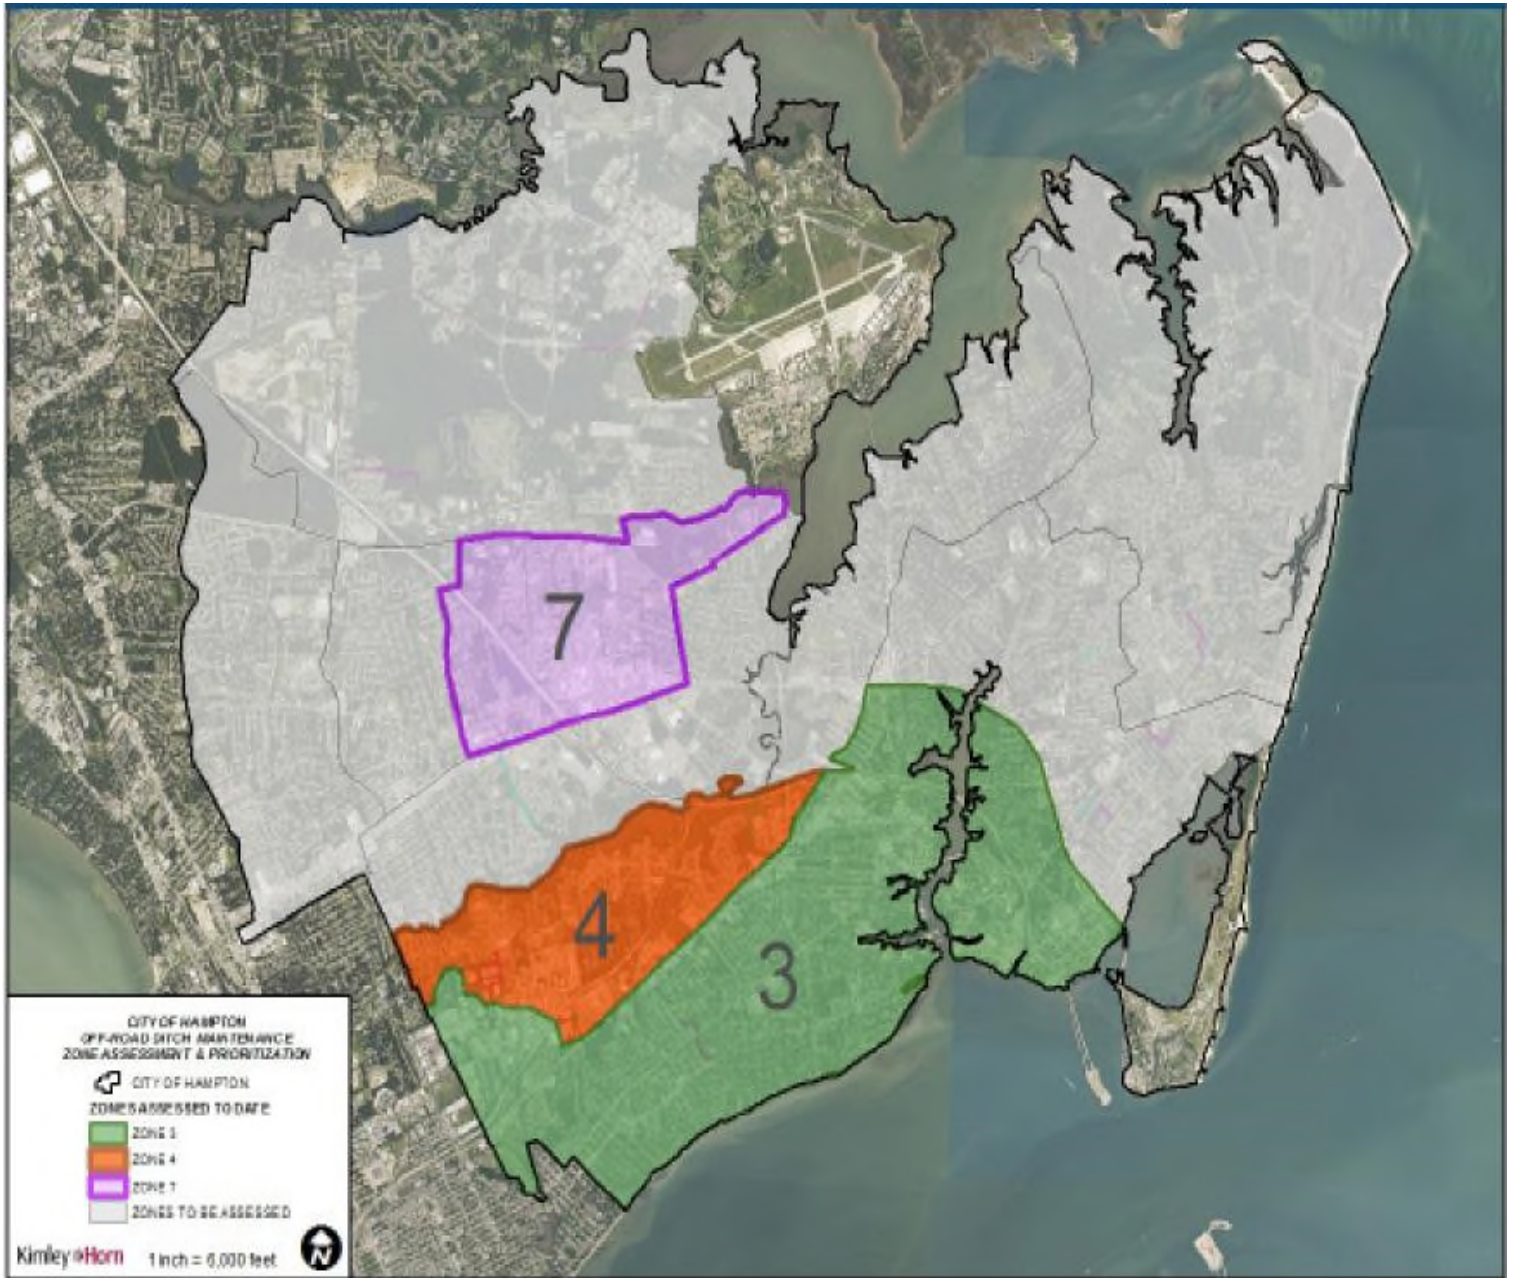 7
4
3
CITY OF HAMPTON
OFF-ROAD DITCH MAINTENANCE
ZONE ASSESSMENT & PRIORITIZATION
CITY OF HAMPTON
ZONES ASSESSED TO DATE
ZONE 3
ZONE 4
ZONE 7
ZONES TO BE ASSESSED
Kimley»Horn 1 inch = 6,000 feet N